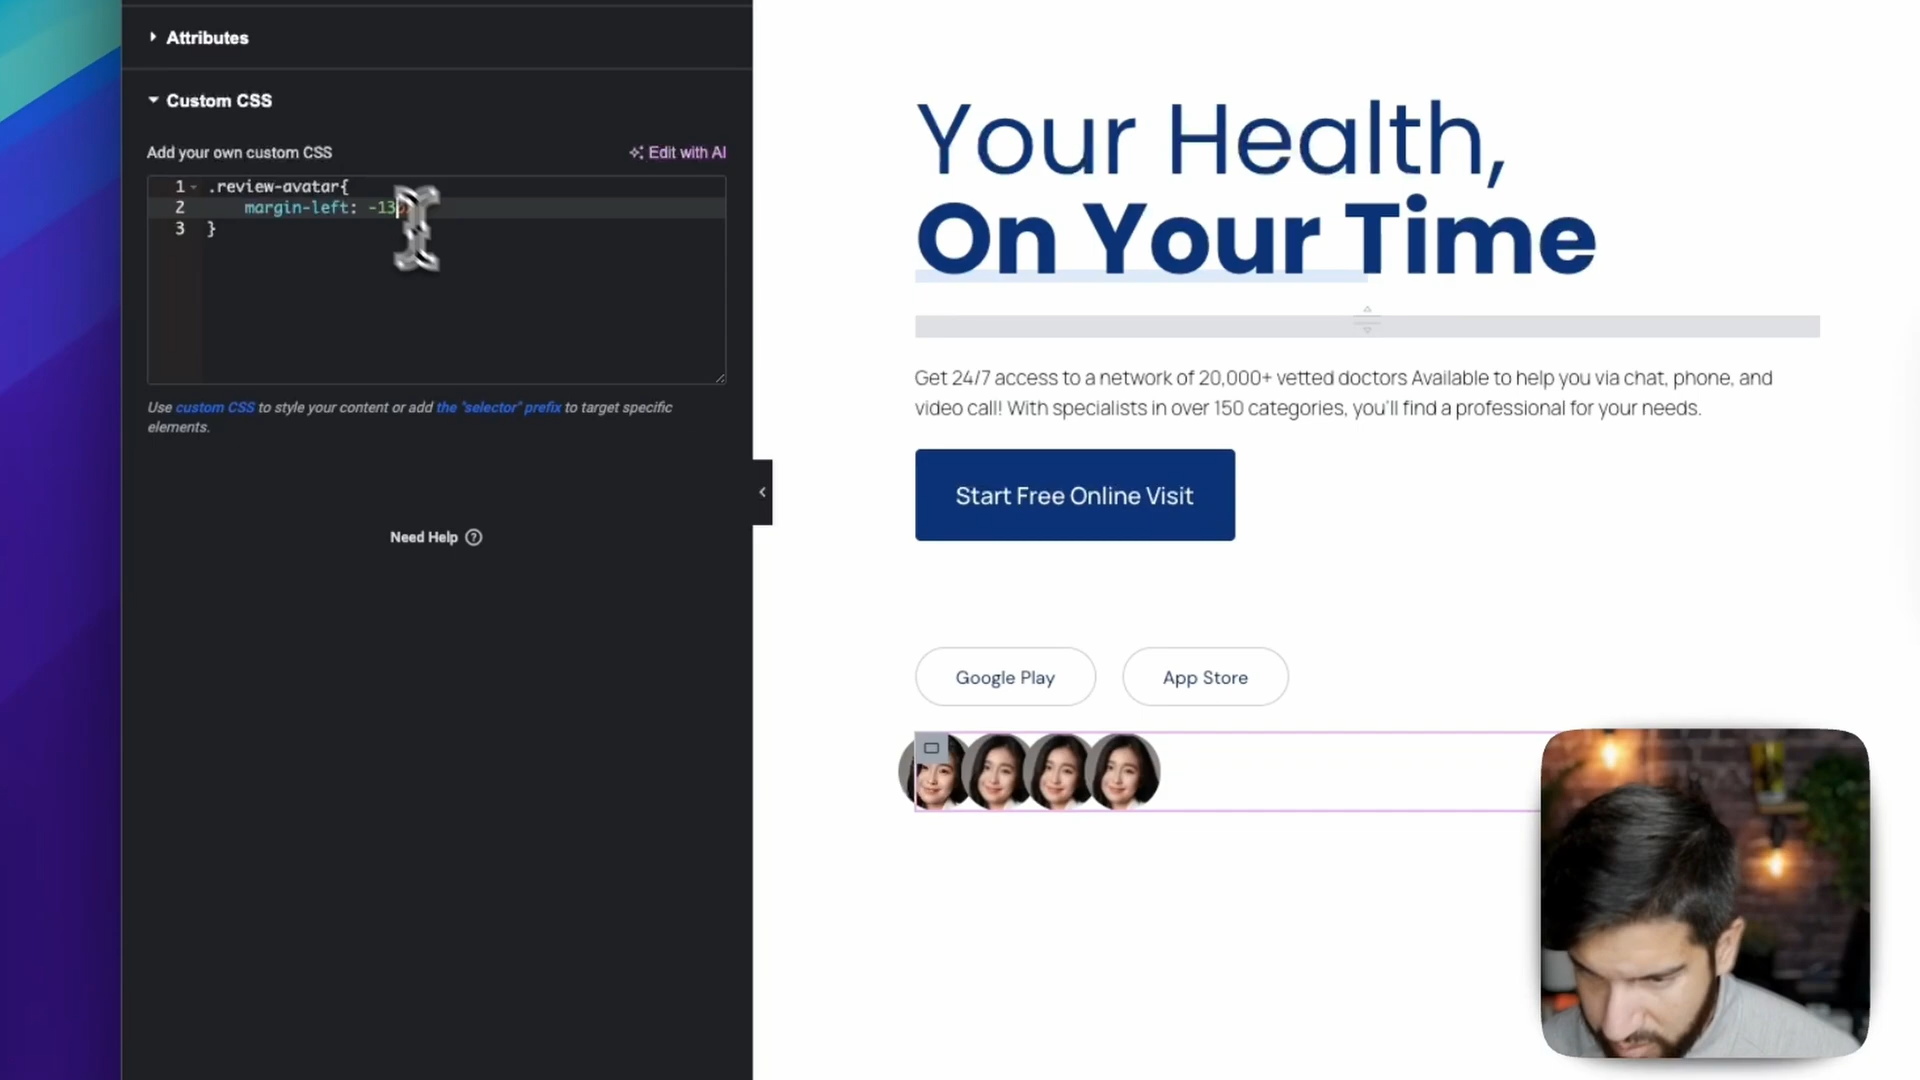 Attributes
Custom CSS
Add your own custom CSS
Edit with AI
1 .review-avatar{
2 margin-left: -13
3 }
Use custom CSS to style your content or add the "selector" prefix to target specific
elements.
Need Help ?
Your Health,
On Your Time
Get 24/7 access to a network of 20,000+ vetted doctors Available to help you via chat, phone, and
video call! With specialists in over 150 categories, you'll find a professional for your needs.
Start Free Online Visit
Google Play
App Store